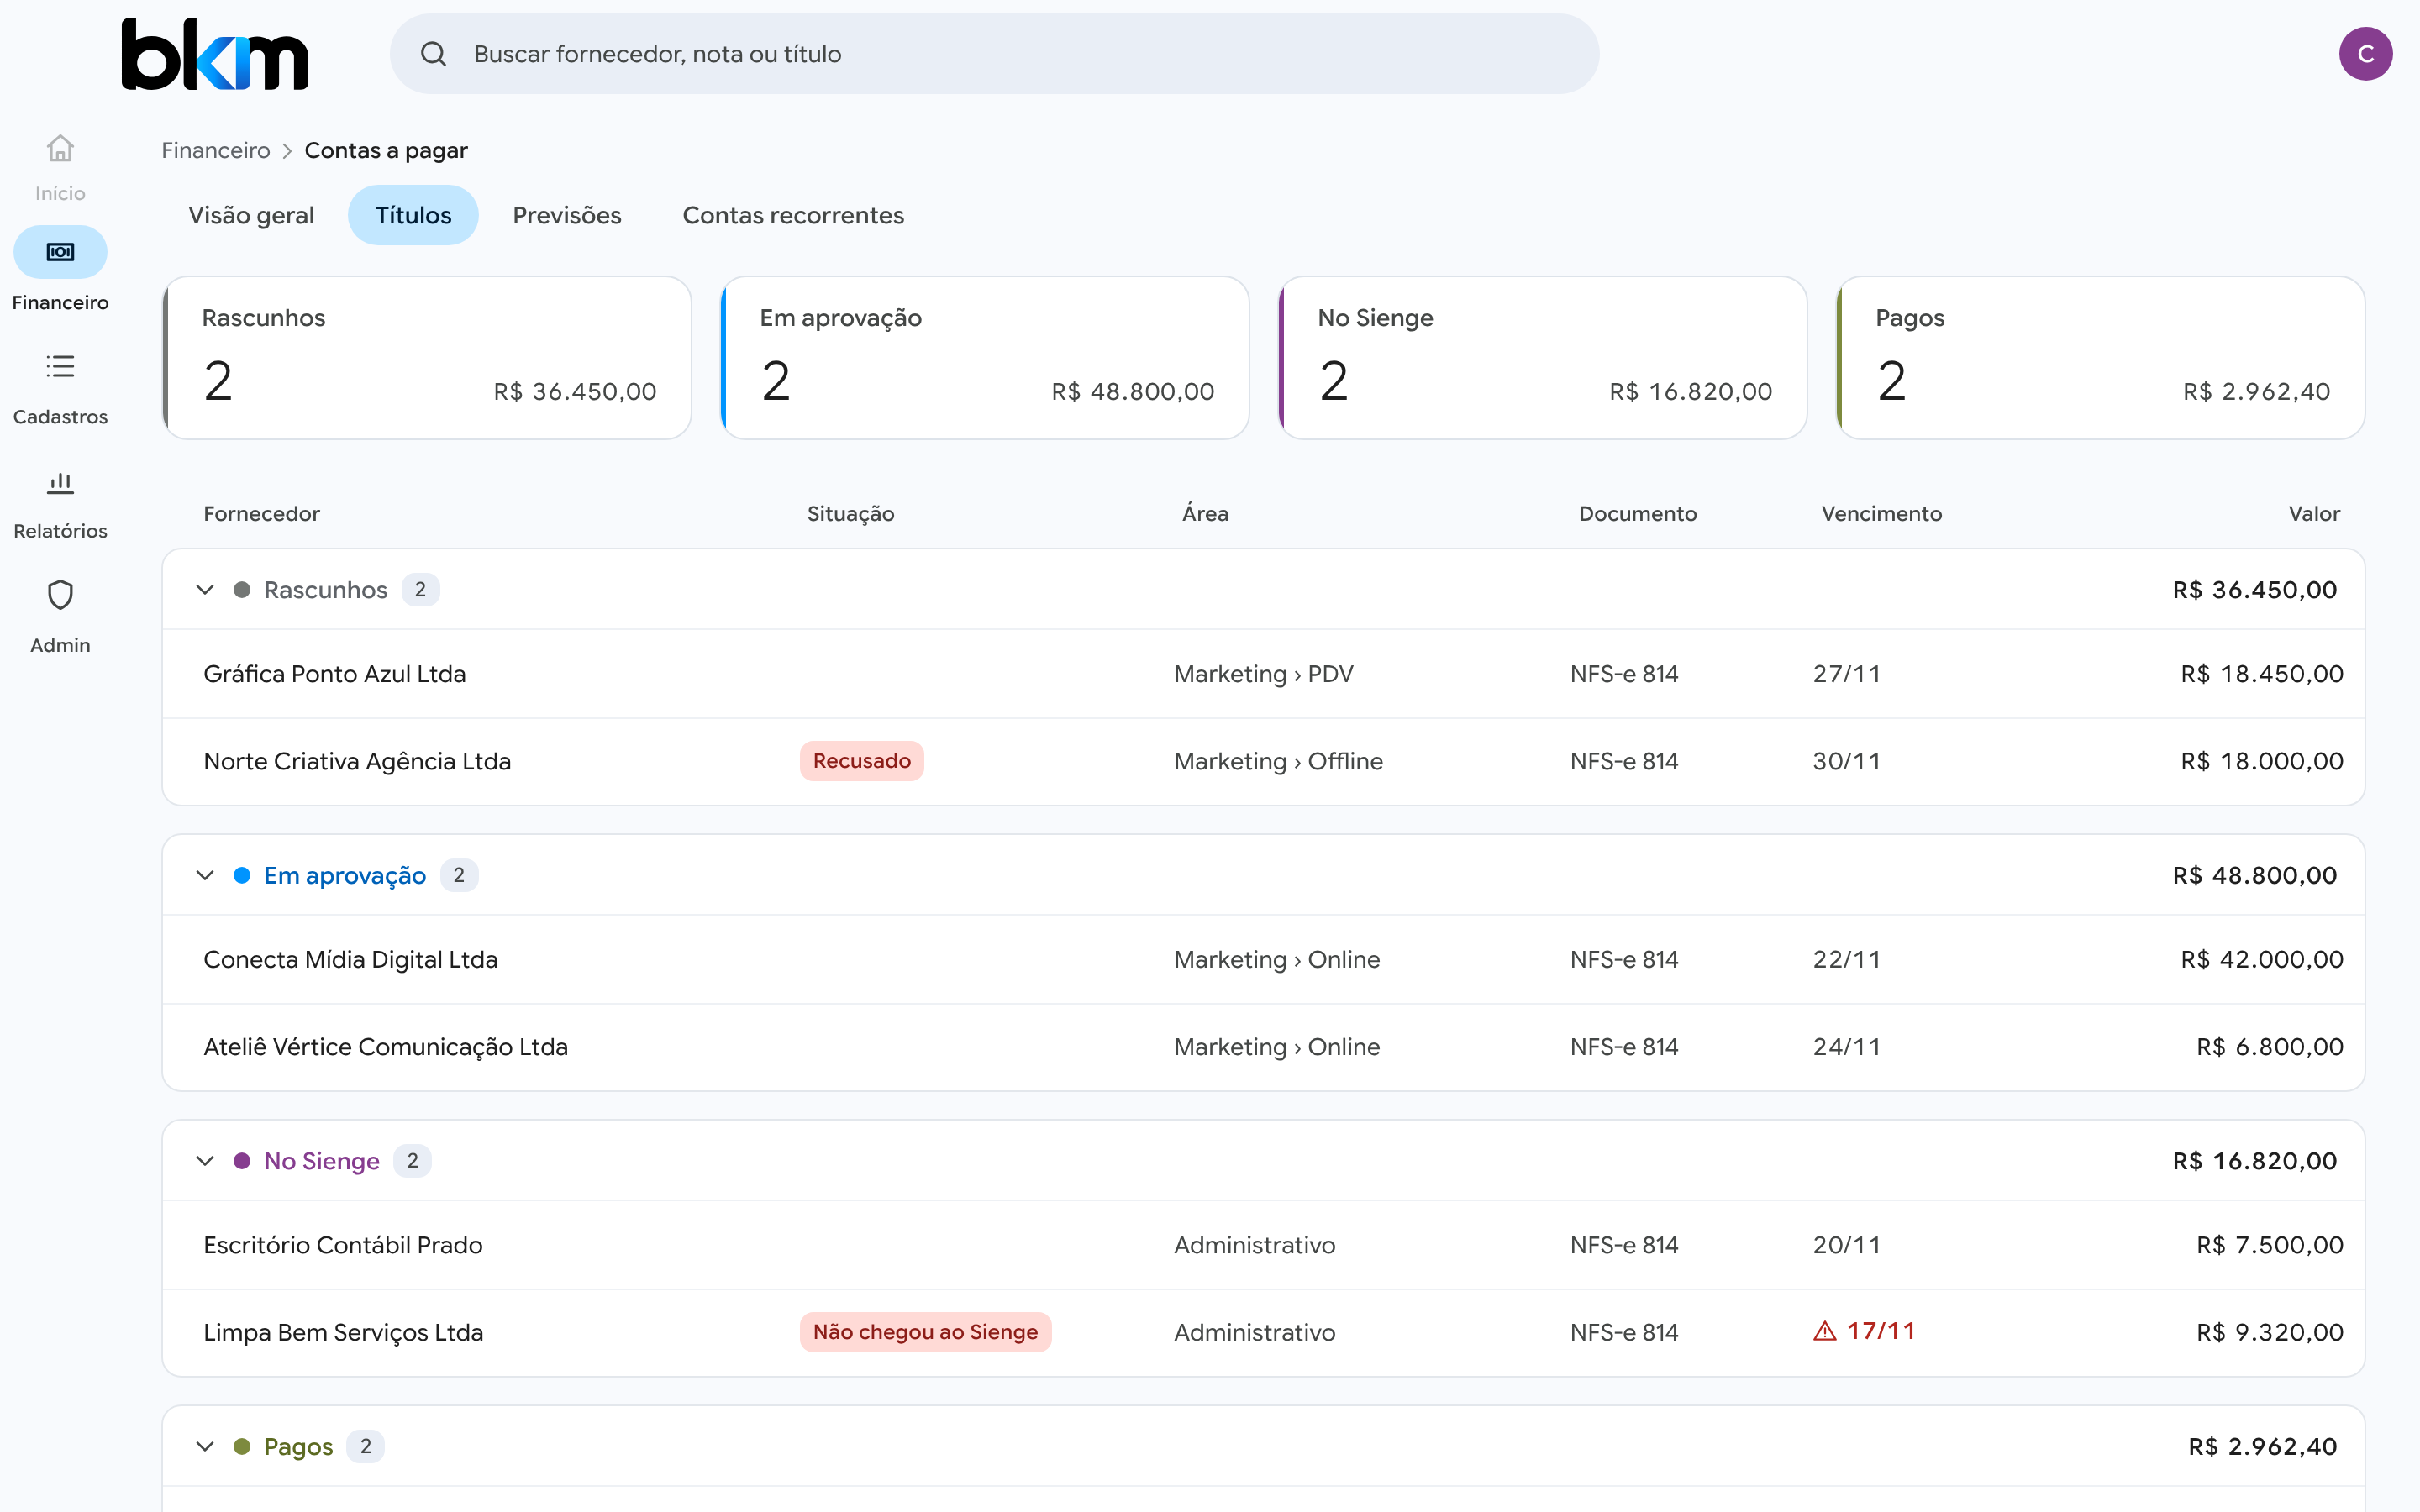 bkm
Buscar fornecedor, nota ou título
C
Início
Financeiro
Cadastros
Relatórios
Admin
Financeiro > Contas a pagar
Visão geral Títulos Previsões Contas recorrentes
Rascunhos
2 R$ 36.450,00
Em aprovação
2 R$ 48.800,00
No Sienge
2 R$ 16.820,00
Pagos
2 R$ 2.962,40
Fornecedor Situação Área Documento Vencimento Valor
Rascunhos 2 R$ 36.450,00
Gráfica Ponto Azul Ltda Marketing › PDV NFS-e 814 27/11 R$ 18.450,00
Norte Criativa Agência Ltda Recusado Marketing › Offline NFS-e 814 30/11 R$ 18.000,00
Em aprovação 2 R$ 48.800,00
Conecta Mídia Digital Ltda Marketing › Online NFS-e 814 22/11 R$ 42.000,00
Ateliê Vértice Comunicação Ltda Marketing › Online NFS-e 814 24/11 R$ 6.800,00
No Sienge 2 R$ 16.820,00
Escritório Contábil Prado Administrativo NFS-e 814 20/11 R$ 7.500,00
Limpa Bem Serviços Ltda Não chegou ao Sienge Administrativo NFS-e 814 17/11 R$ 9.320,00
Pagos 2 R$ 2.962,40